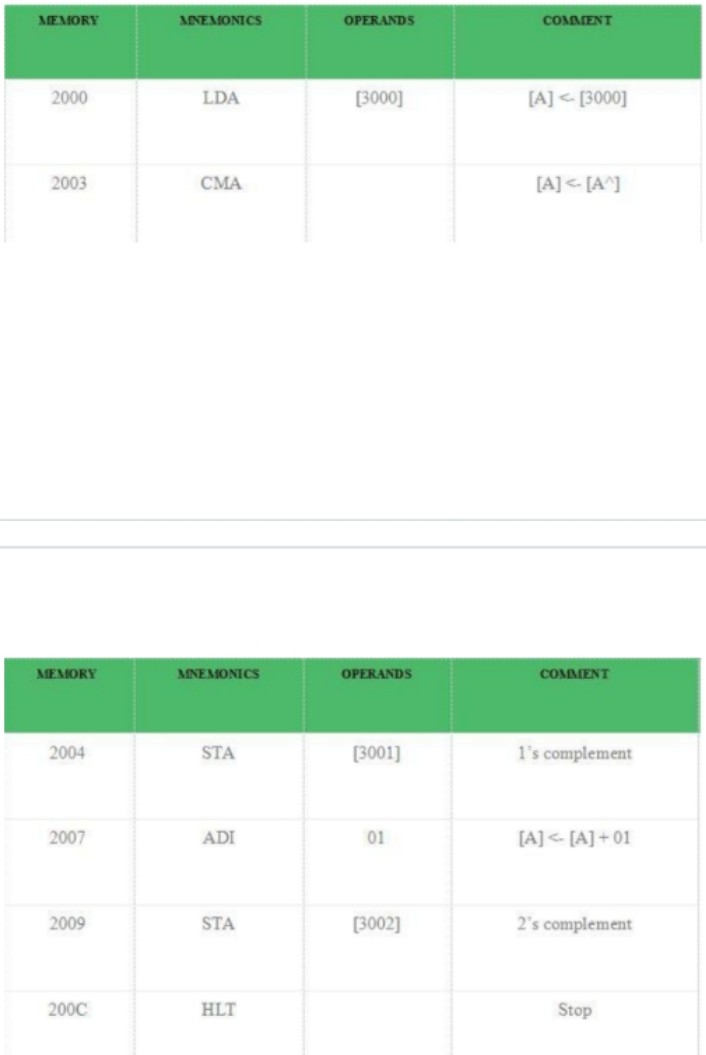 MEMORY MNEMONICS OPERANDS COMMENT
2000 LDA [3000] [A] <- [3000]
2003 CMA [A] <- [A^]
MEMORY MNEMONICS OPERANDS COMMENT
2004 STA [3001] 1’s complement
2007 ADI 01 [A] <- [A] + 01
2009 STA [3002] 2’s complement
200C HLT Stop